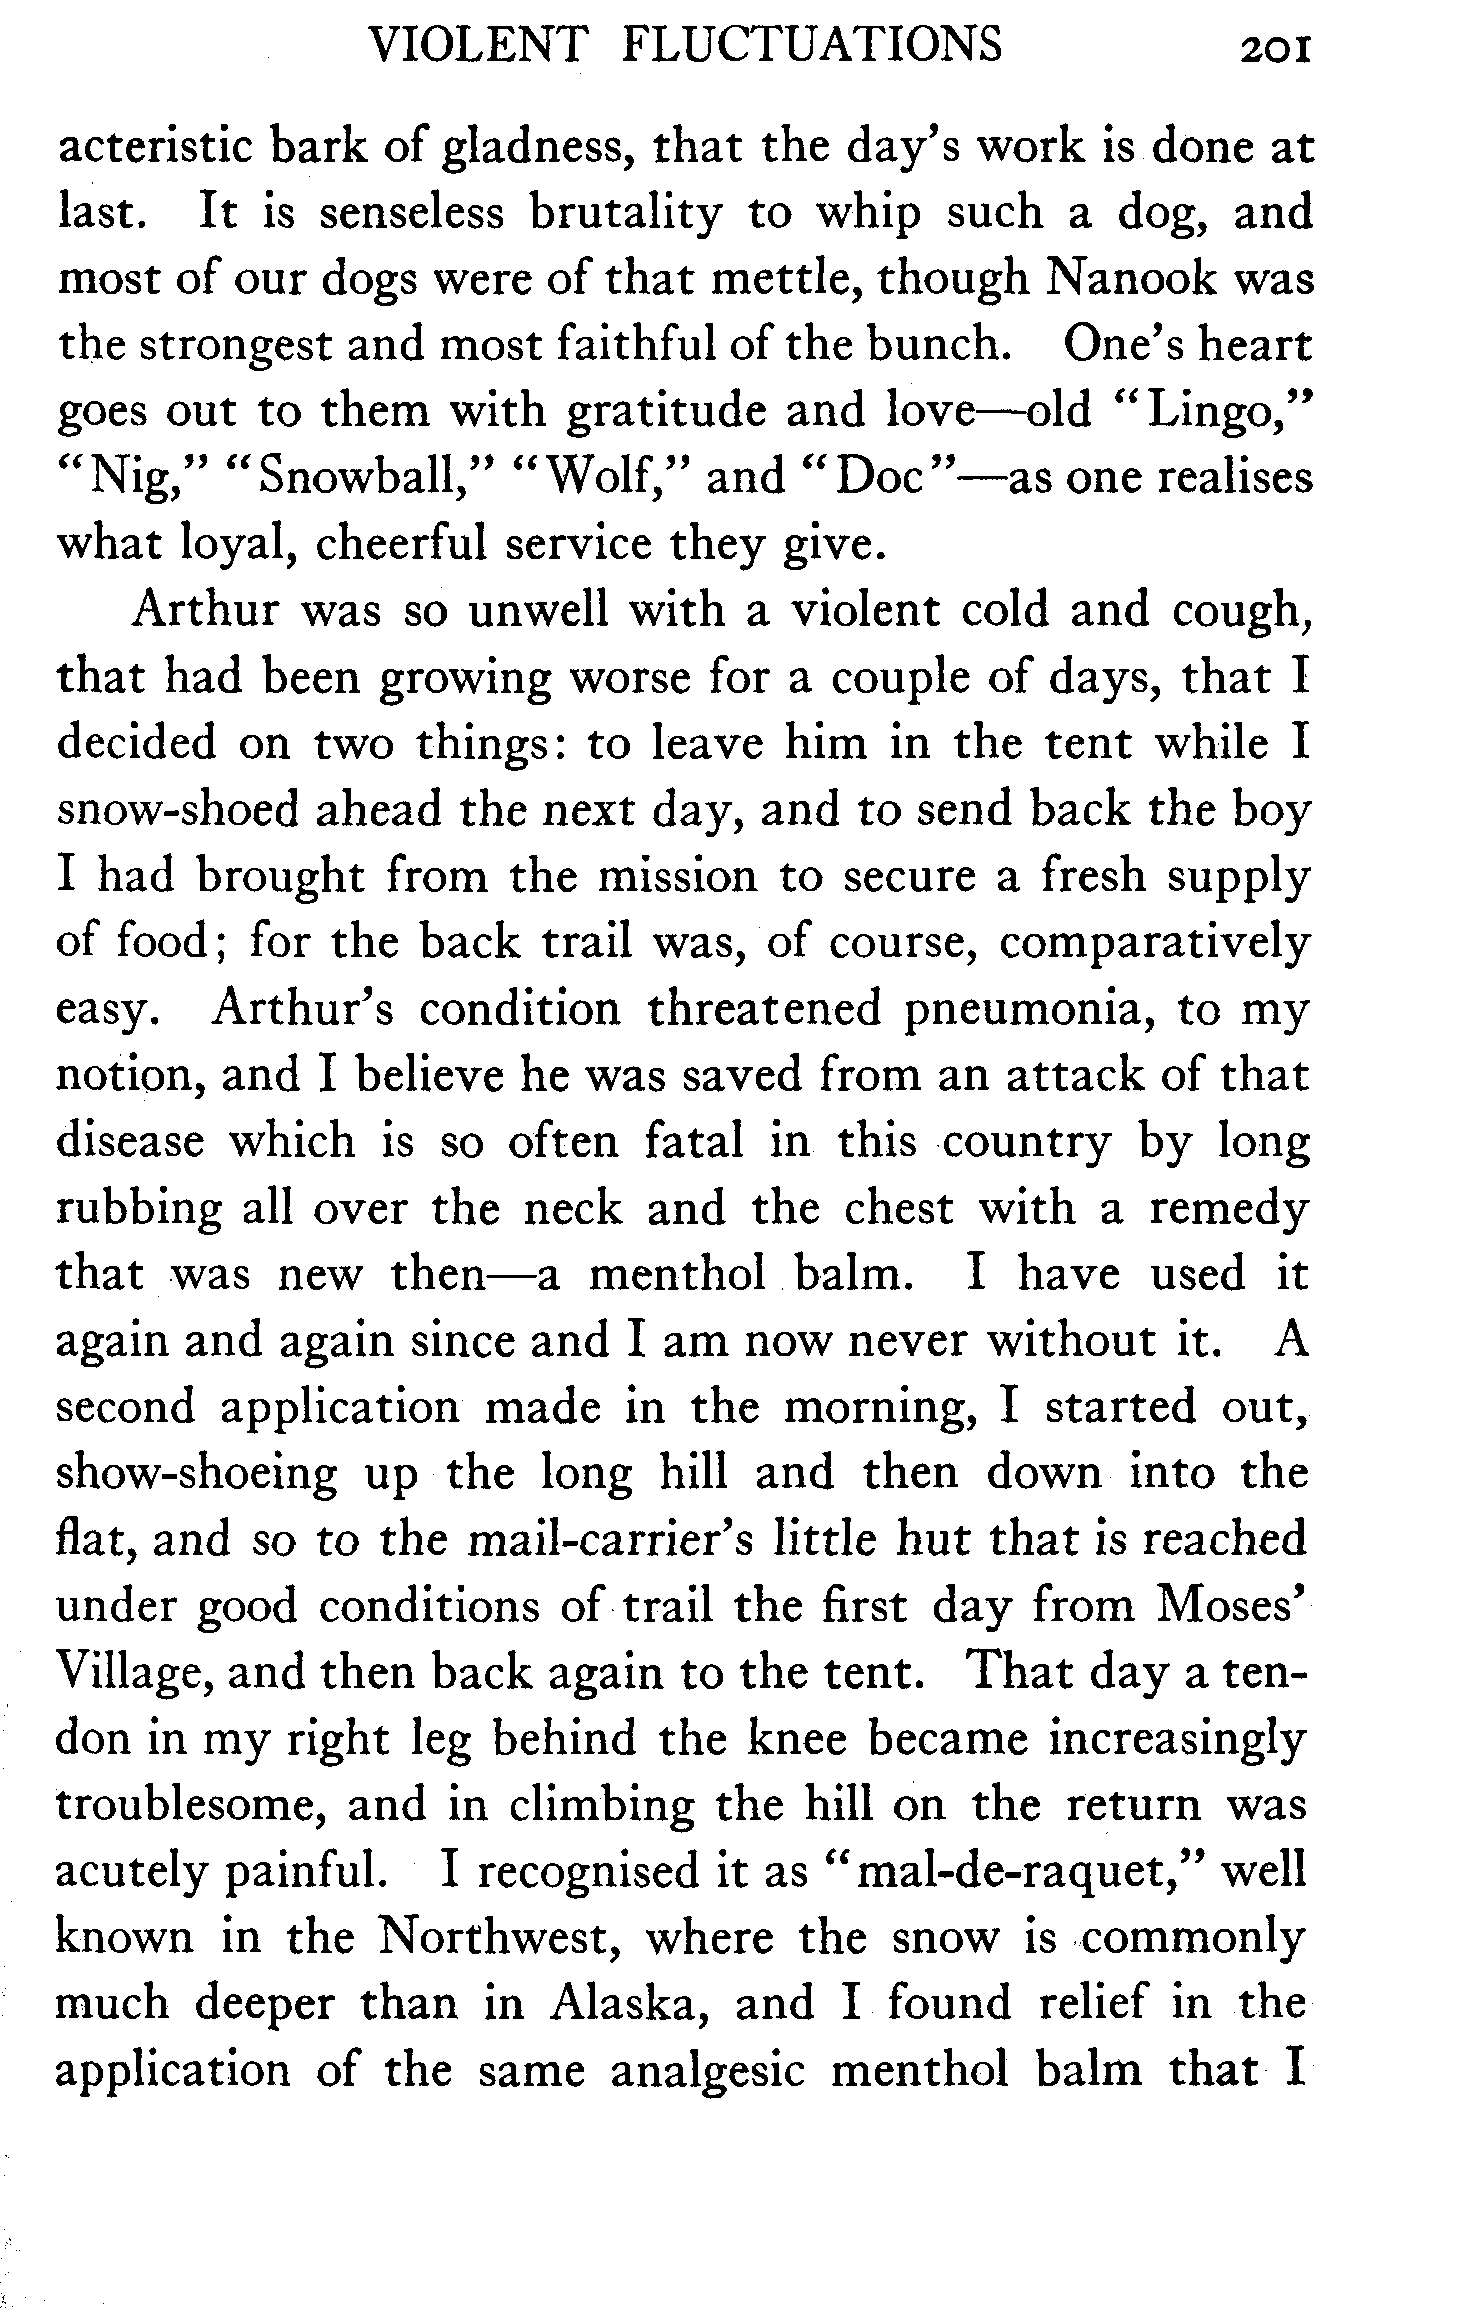 VIOLENT FLUCTUATIONS 201
acteristic bark of gladness, that the day's work is done at
last. It is senseless brutality to whip such a dog, and
most of our dogs were of that mettle, though Nanook was
the strongest and most faithful of the bunch. One's heart
goes out to them with gratitude and love—old "Lingo,"
"Nig," "Snowball," "Wolf," and "Doc"—as one realises
what loyal, cheerful service they give.
Arthur was so unwell with a violent cold and cough,
that had been growing worse for a couple of days, that I
decided on two things: to leave him in the tent while I
snow-shoed ahead the next day, and to send back the boy
I had brought from the mission to secure a fresh supply
of food; for the back trail was, of course, comparatively
easy. Arthur's condition threatened pneumonia, to my
notion, and I believe he was saved from an attack of that
disease which is so often fatal in this country by long
rubbing all over the neck and the chest with a remedy
that was new then—a menthol balm. I have used it
again and again since and I am now never without it. A
second application made in the morning, I started out,
show-shoeing up the long hill and then down into the
flat, and so to the mail-carrier's little hut that is reached
under good conditions of trail the first day from Moses'
Village, and then back again to the tent. That day a ten-
don in my right leg behind the knee became increasingly
troublesome, and in climbing the hill on the return was
acutely painful. I recognised it as "mal-de-raquet," well
known in the Northwest, where the snow is commonly
much deeper than in Alaska, and I found relief in the
application of the same analgesic menthol balm that I